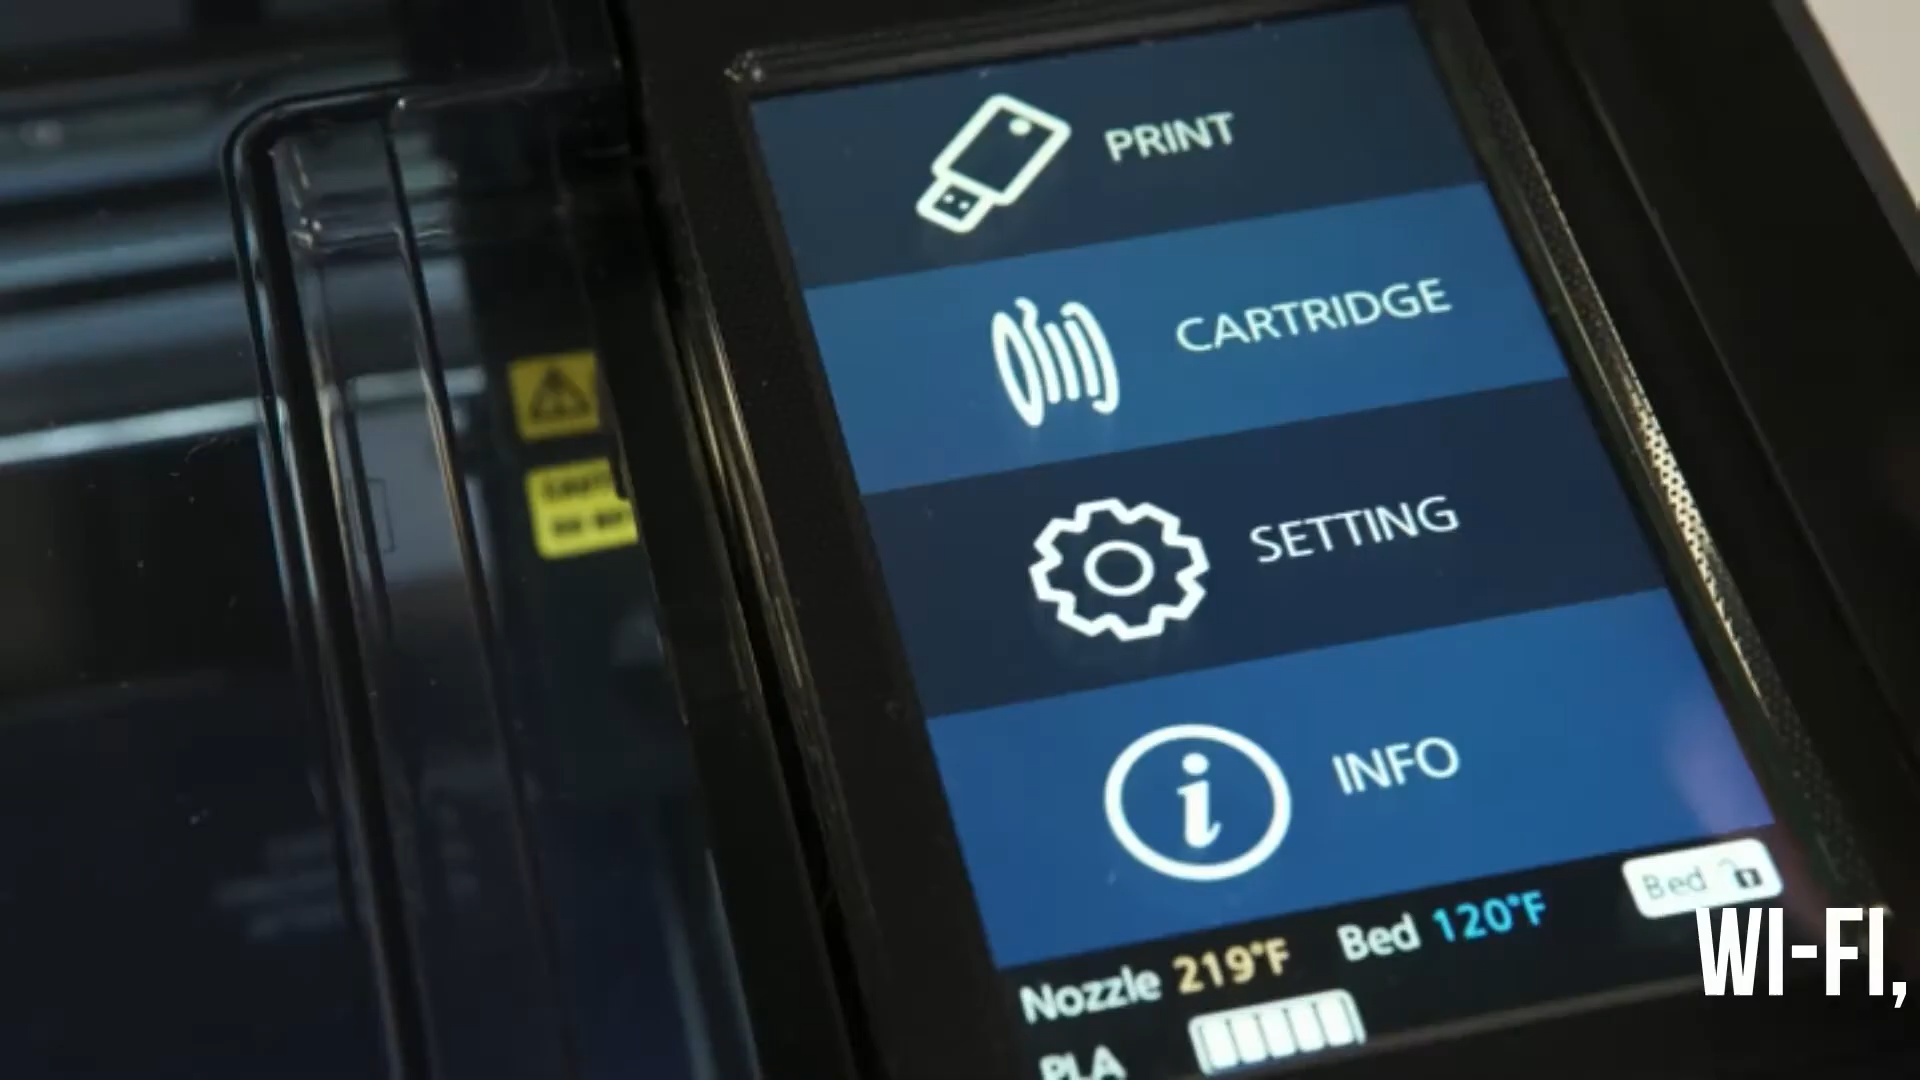 PRINT
CARTRIDGE
SETTING
INFO
Bed
Nozzle 219°F Bed 120°F
PLA
WI-FI,